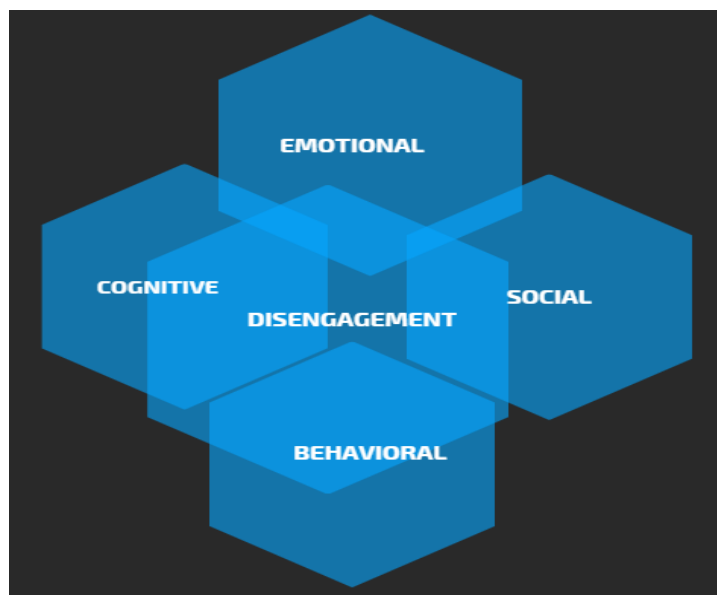 EMOTIONAL
COGNITIVE
SOCIAL
DISENGAGEMENT
BEHAVIORAL